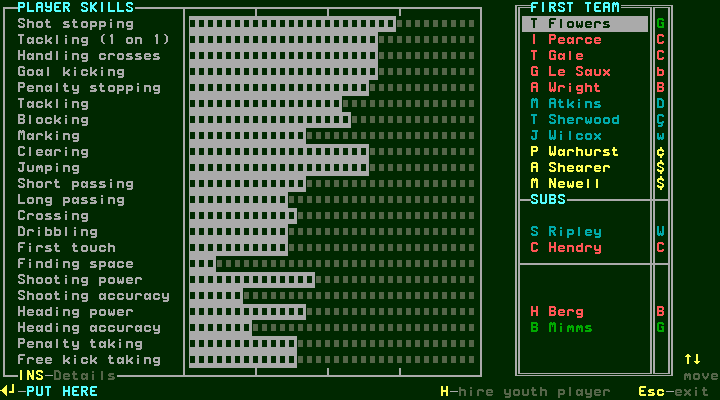 PLAYER SKILLS
Shot stopping
Tackling (1 on 1)
Handling crosses
Goal kicking
Penalty stopping
Tackling
Blocking
Marking
Clearing
Jumping
Short passing
Long passing
Crossing
Dribbling
First touch
Finding space
Shooting power
Shooting accuracy
Heading power
Heading accuracy
Penalty taking
Free kick taking
INS-Details
PUT HERE
FIRST TEAM
T Flowers G
I Pearce C
T Gale C
G Le Saux b
A Wright B
M Atkins D
T Sherwood Ç
J Wilcox w
P Warhurst ¢
A Shearer $
M Newell $
SUBS
S Ripley W
C Hendry C
H Berg B
B Mimms G
↑↓
move
H-hire youth player
Esc-exit